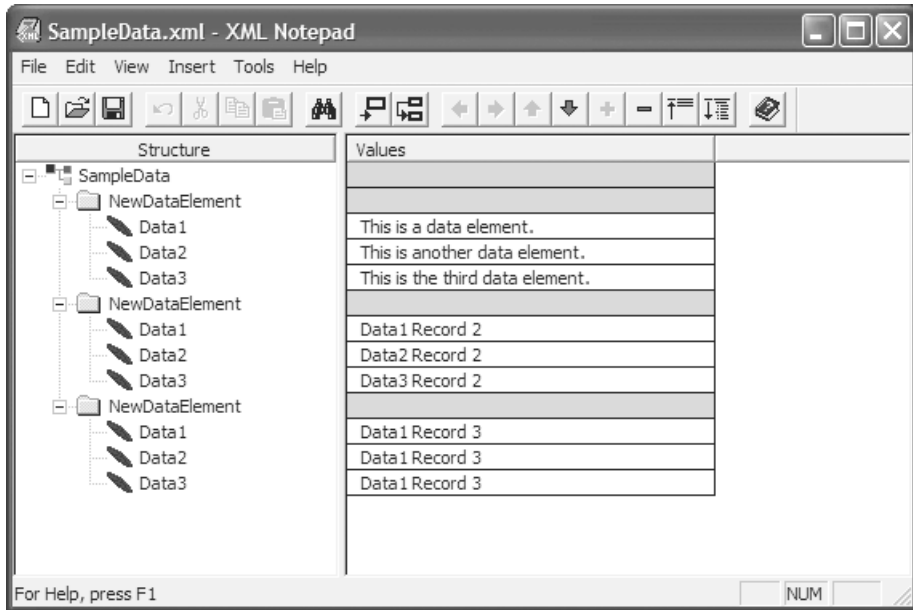 SampleData.xml - XML Notepad
File Edit View Insert Tools Help
Structure Values
SampleData
NewDataElement
Data1 This is a data element.
Data2 This is another data element.
Data3 This is the third data element.
NewDataElement
Data1 Data1 Record 2
Data2 Data2 Record 2
Data3 Data3 Record 2
NewDataElement
Data1 Data1 Record 3
Data2 Data1 Record 3
Data3 Data1 Record 3
For Help, press F1 NUM